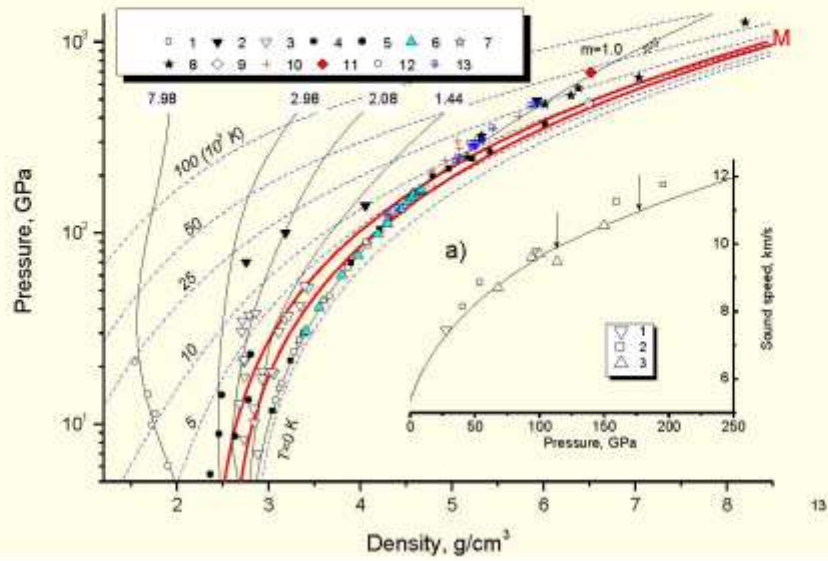 1 2 3 4 5 6 7
8 9 10 11 12 13
7.98 2.98 2.08 1.44
m=1.0
M
100 (10³ K)
50
25
10
5
T=0 K
10³
10²
10¹
Pressure, GPa
2 3 4 5 6 7 8
Density, g/cm³
a)
1
2
3
12
10
8
6
Sound speed, km/s
0 50 100 150 200 250
Pressure, GPa
13